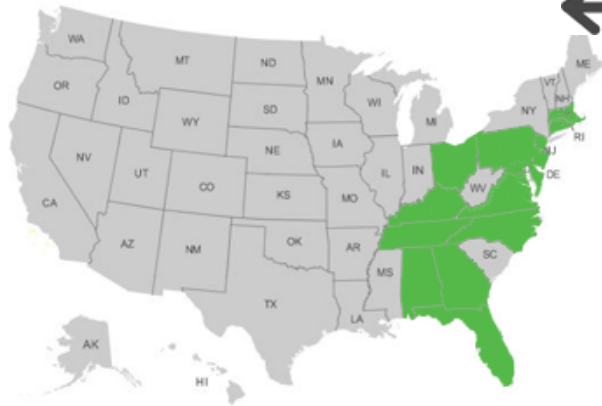 WA
MT
ND
MN
ME
VT
NH
OR
ID
SD
WI
NY
MI
WY
RI
IA
NJ
NE
NV
IL
IN
DE
UT
CO
WV
KS
MO
CA
OK
AR
AZ
NM
SC
MS
TX
LA
AK
HI